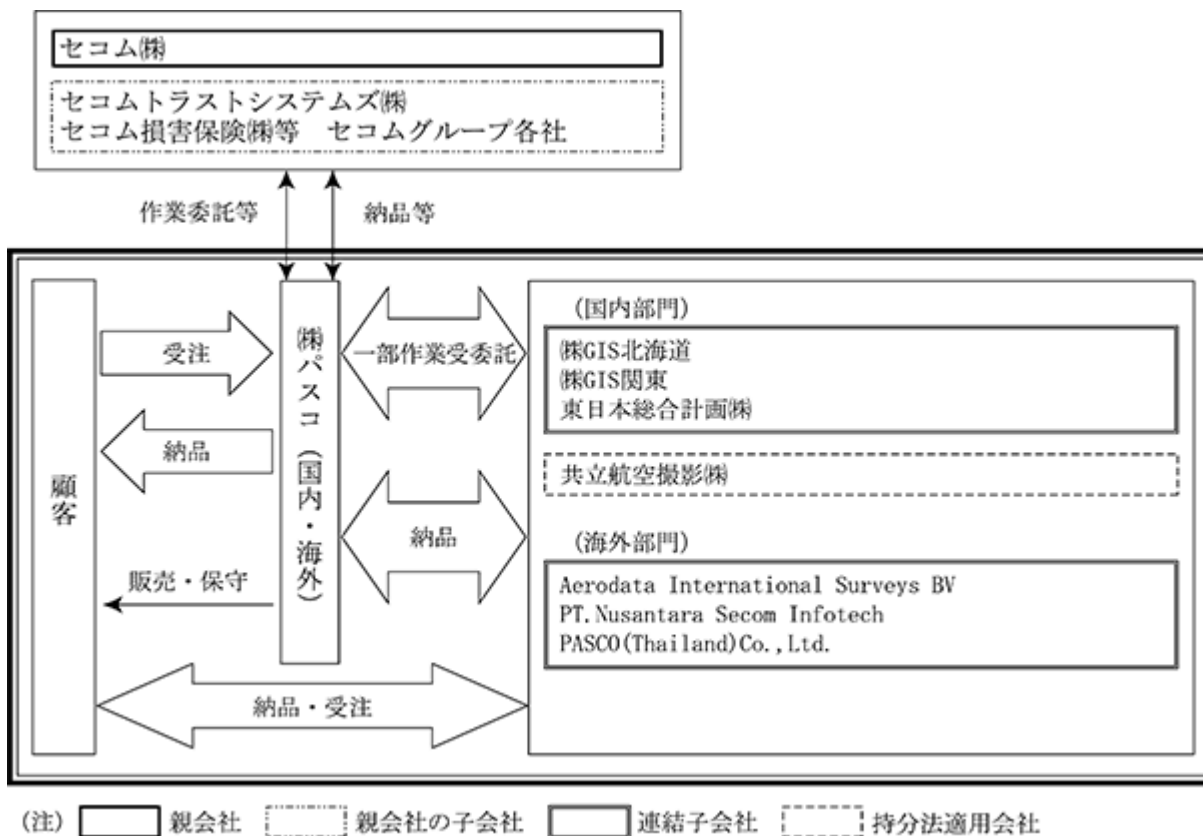 セコム㈱
セコムトラストシステムズ㈱
セコム損害保険㈱等　セコムグループ各社
作業委託等
納品等
顧客
受注
納品
販売・保守
㈱パスコ（国内・海外）
一部作業受委託
納品
納品・受注
(国内部門)
㈱GIS北海道
㈱GIS関東
東日本総合計画㈱
共立航空撮影㈱
(海外部門)
Aerodata International Surveys BV
PT.Nusantara Secom Infotech
PASCO(Thailand)Co.,Ltd.
(注)　親会社　親会社の子会社　連結子会社　持分法適用会社